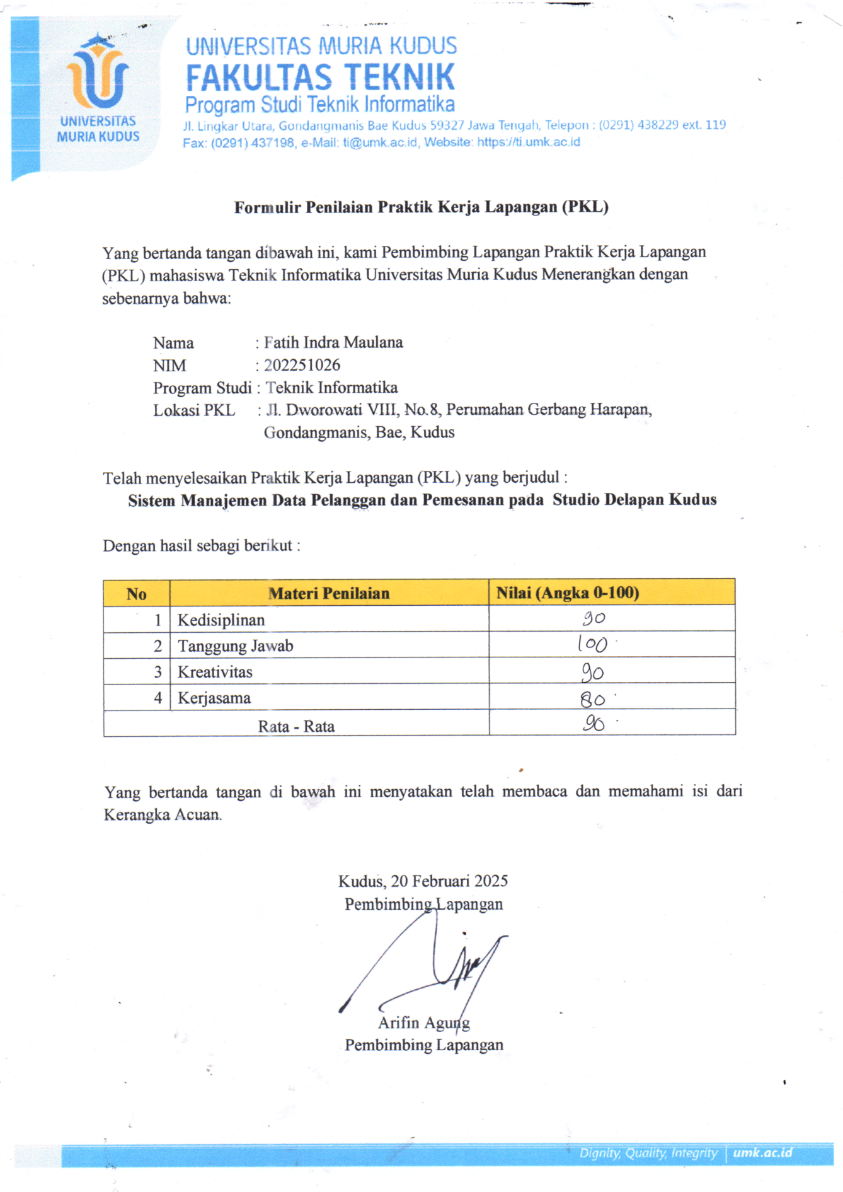 UNIVERSITAS MURIA KUDUS
FAKULTAS TEKNIK
Program Studi Teknik Informatika
Jl. Lingkar Utara, Gondangmanis Bae Kudus 59327 Jawa Tengah, Telepon : (0291) 438229 ext. 119
Fax: (0291) 437198, e-Mail: ti@umk.ac.id, Website: https://ti.umk.ac.id
UNIVERSITAS
MURIA KUDUS
Formulir Penilaian Praktik Kerja Lapangan (PKL)
Yang bertanda tangan dibawah ini, kami Pembimbing Lapangan Praktik Kerja Lapangan
(PKL) mahasiswa Teknik Informatika Universitas Muria Kudus Menerangkan dengan
sebenarnya bahwa:
Nama : Fatih Indra Maulana
NIM : 202251026
Program Studi : Teknik Informatika
Lokasi PKL : Jl. Dworowati VIII, No.8, Perumahan Gerbang Harapan,
Gondangmanis, Bae, Kudus
Telah menyelesaikan Praktik Kerja Lapangan (PKL) yang berjudul :
Sistem Manajemen Data Pelanggan dan Pemesanan pada Studio Delapan Kudus
Dengan hasil sebagi berikut :
No Materi Penilaian Nilai (Angka 0-100)
1 Kedisiplinan 90
2 Tanggung Jawab 100
3 Kreativitas 90
4 Kerjasama 80
Rata - Rata 90
Yang bertanda tangan di bawah ini menyatakan telah membaca dan memahami isi dari
Kerangka Acuan.
Kudus, 20 Februari 2025
Pembimbing Lapangan
Arifin Agung
Pembimbing Lapangan
Dignity, Quality, Integrity | umk.ac.id